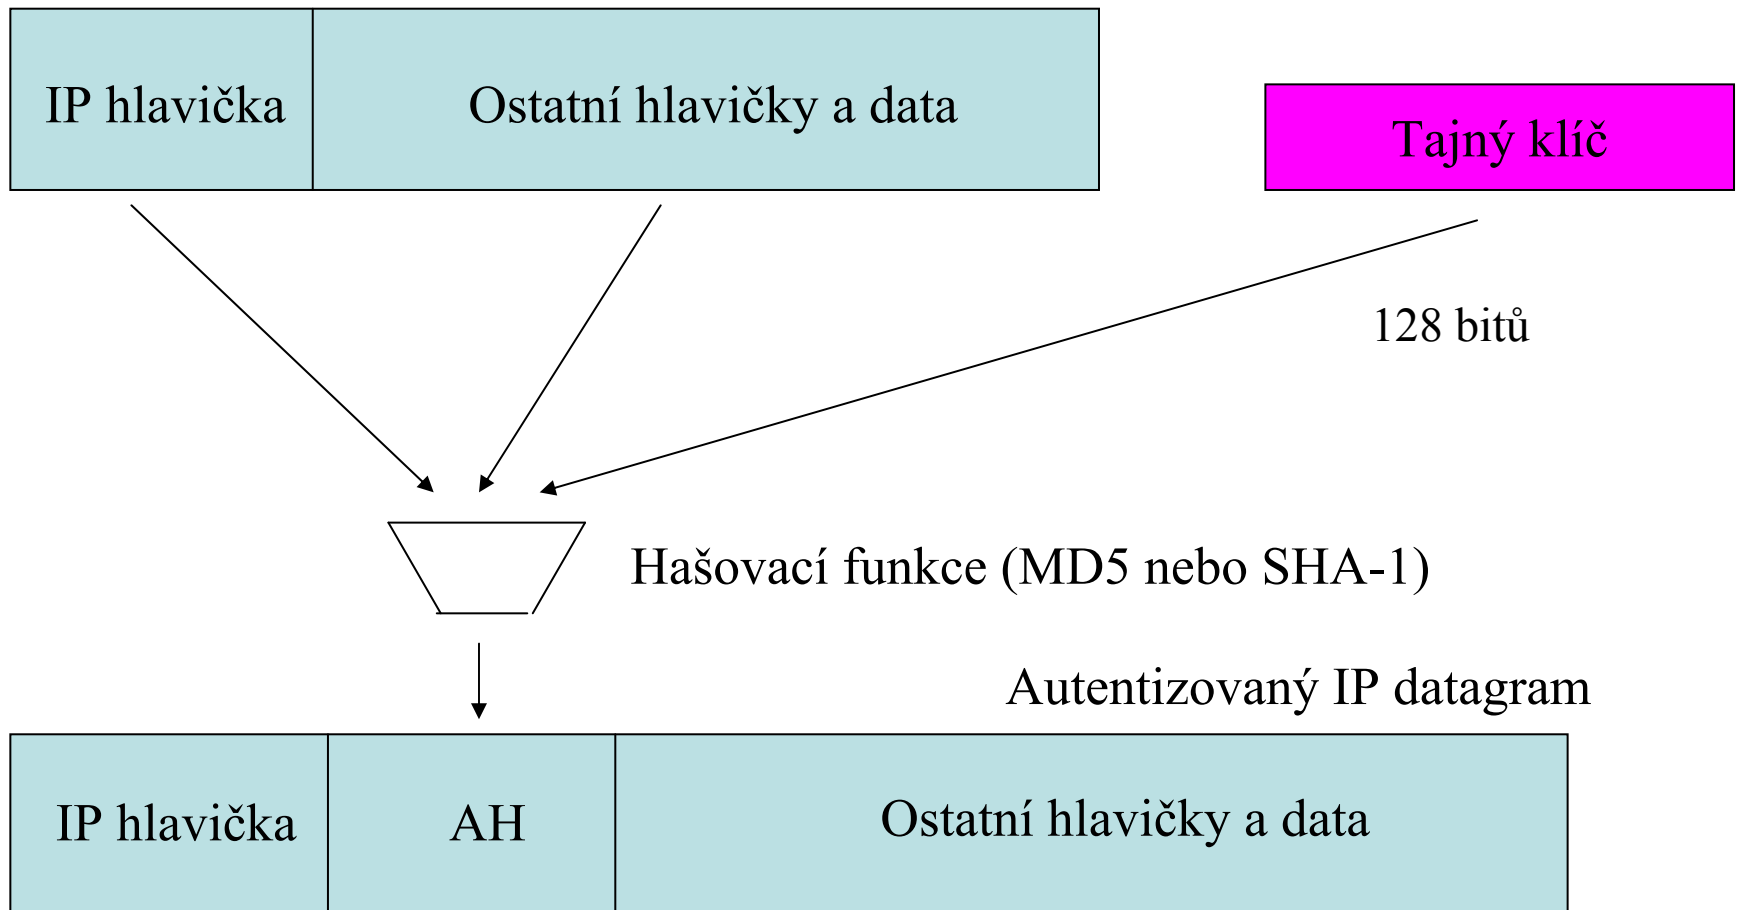 IP hlavička
Ostatní hlavičky a data
Tajný klíč
128 bitů
Hašovací funkce (MD5 nebo SHA-1)
Autentizovaný IP datagram
IP hlavička
AH
Ostatní hlavičky a data